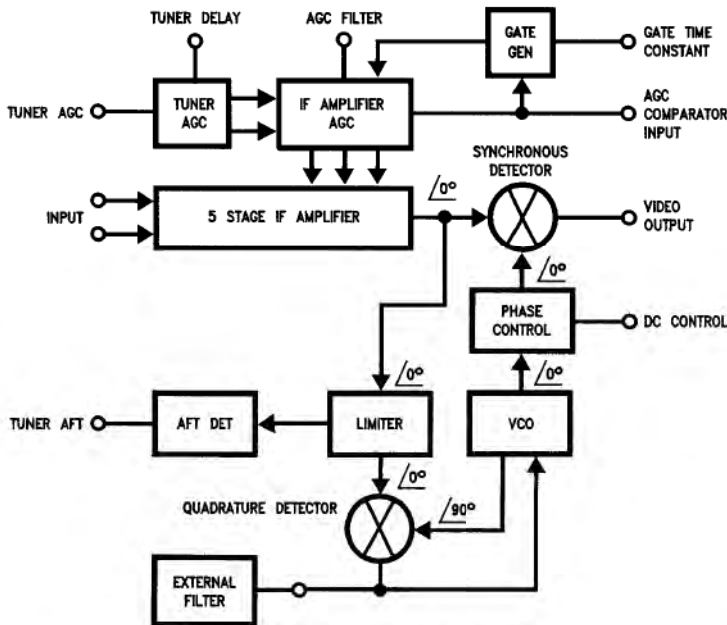 TUNER DELAY
AGC FILTER
GATE
GEN
GATE TIME
CONSTANT
TUNER AGC
TUNER
AGC
IF AMPLIFIER
AGC
AGC
COMPARATOR
INPUT
SYNCHRONOUS
DETECTOR
0°
INPUT
5 STAGE IF AMPLIFIER
VIDEO
OUTPUT
0°
PHASE
CONTROL
DC CONTROL
0°
0°
TUNER AFT
AFT DET
LIMITER
VCO
0°
QUADRATURE DETECTOR
90°
EXTERNAL
FILTER